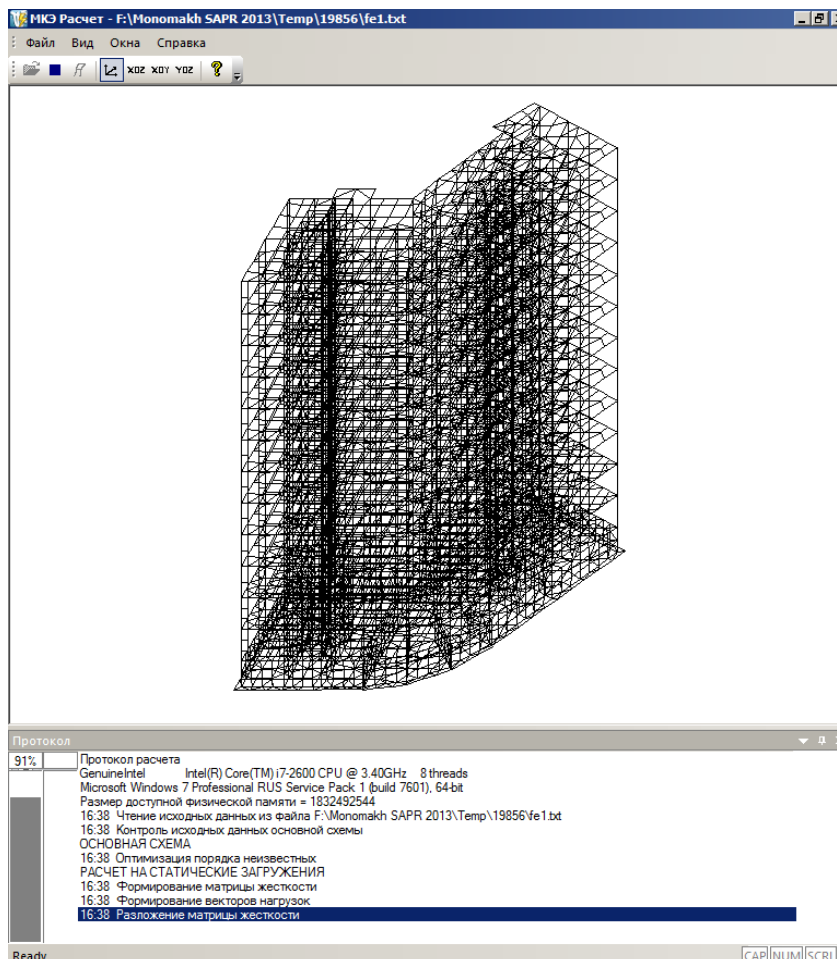 МКЭ Расчет - F:\Monomakh SAPR 2013\Temp\19856\fe1.txt
Файл Вид Окна Справка
XOZ XOY YOZ ?
Протокол
91%
Протокол расчета
GenuineIntel Intel(R) Core(TM) i7-2600 CPU @ 3.40GHz 8 threads
Microsoft Windows 7 Professional RUS Service Pack 1 (build 7601), 64-bit
Размер доступной физической памяти = 1832492544
16:38 Чтение исходных данных из файла F:\Monomakh SAPR 2013\Temp\19856\fe1.txt
16:38 Контроль исходных данных основной схемы
ОСНОВНАЯ СХЕМА
16:38 Оптимизация порядка неизвестных
РАСЧЕТ НА СТАТИЧЕСКИЕ ЗАГРУЖЕНИЯ
16:38 Формирование матрицы жесткости
16:38 Формирование векторов нагрузок
16:38 Разложение матрицы жесткости
Ready CAP NUM SCRL